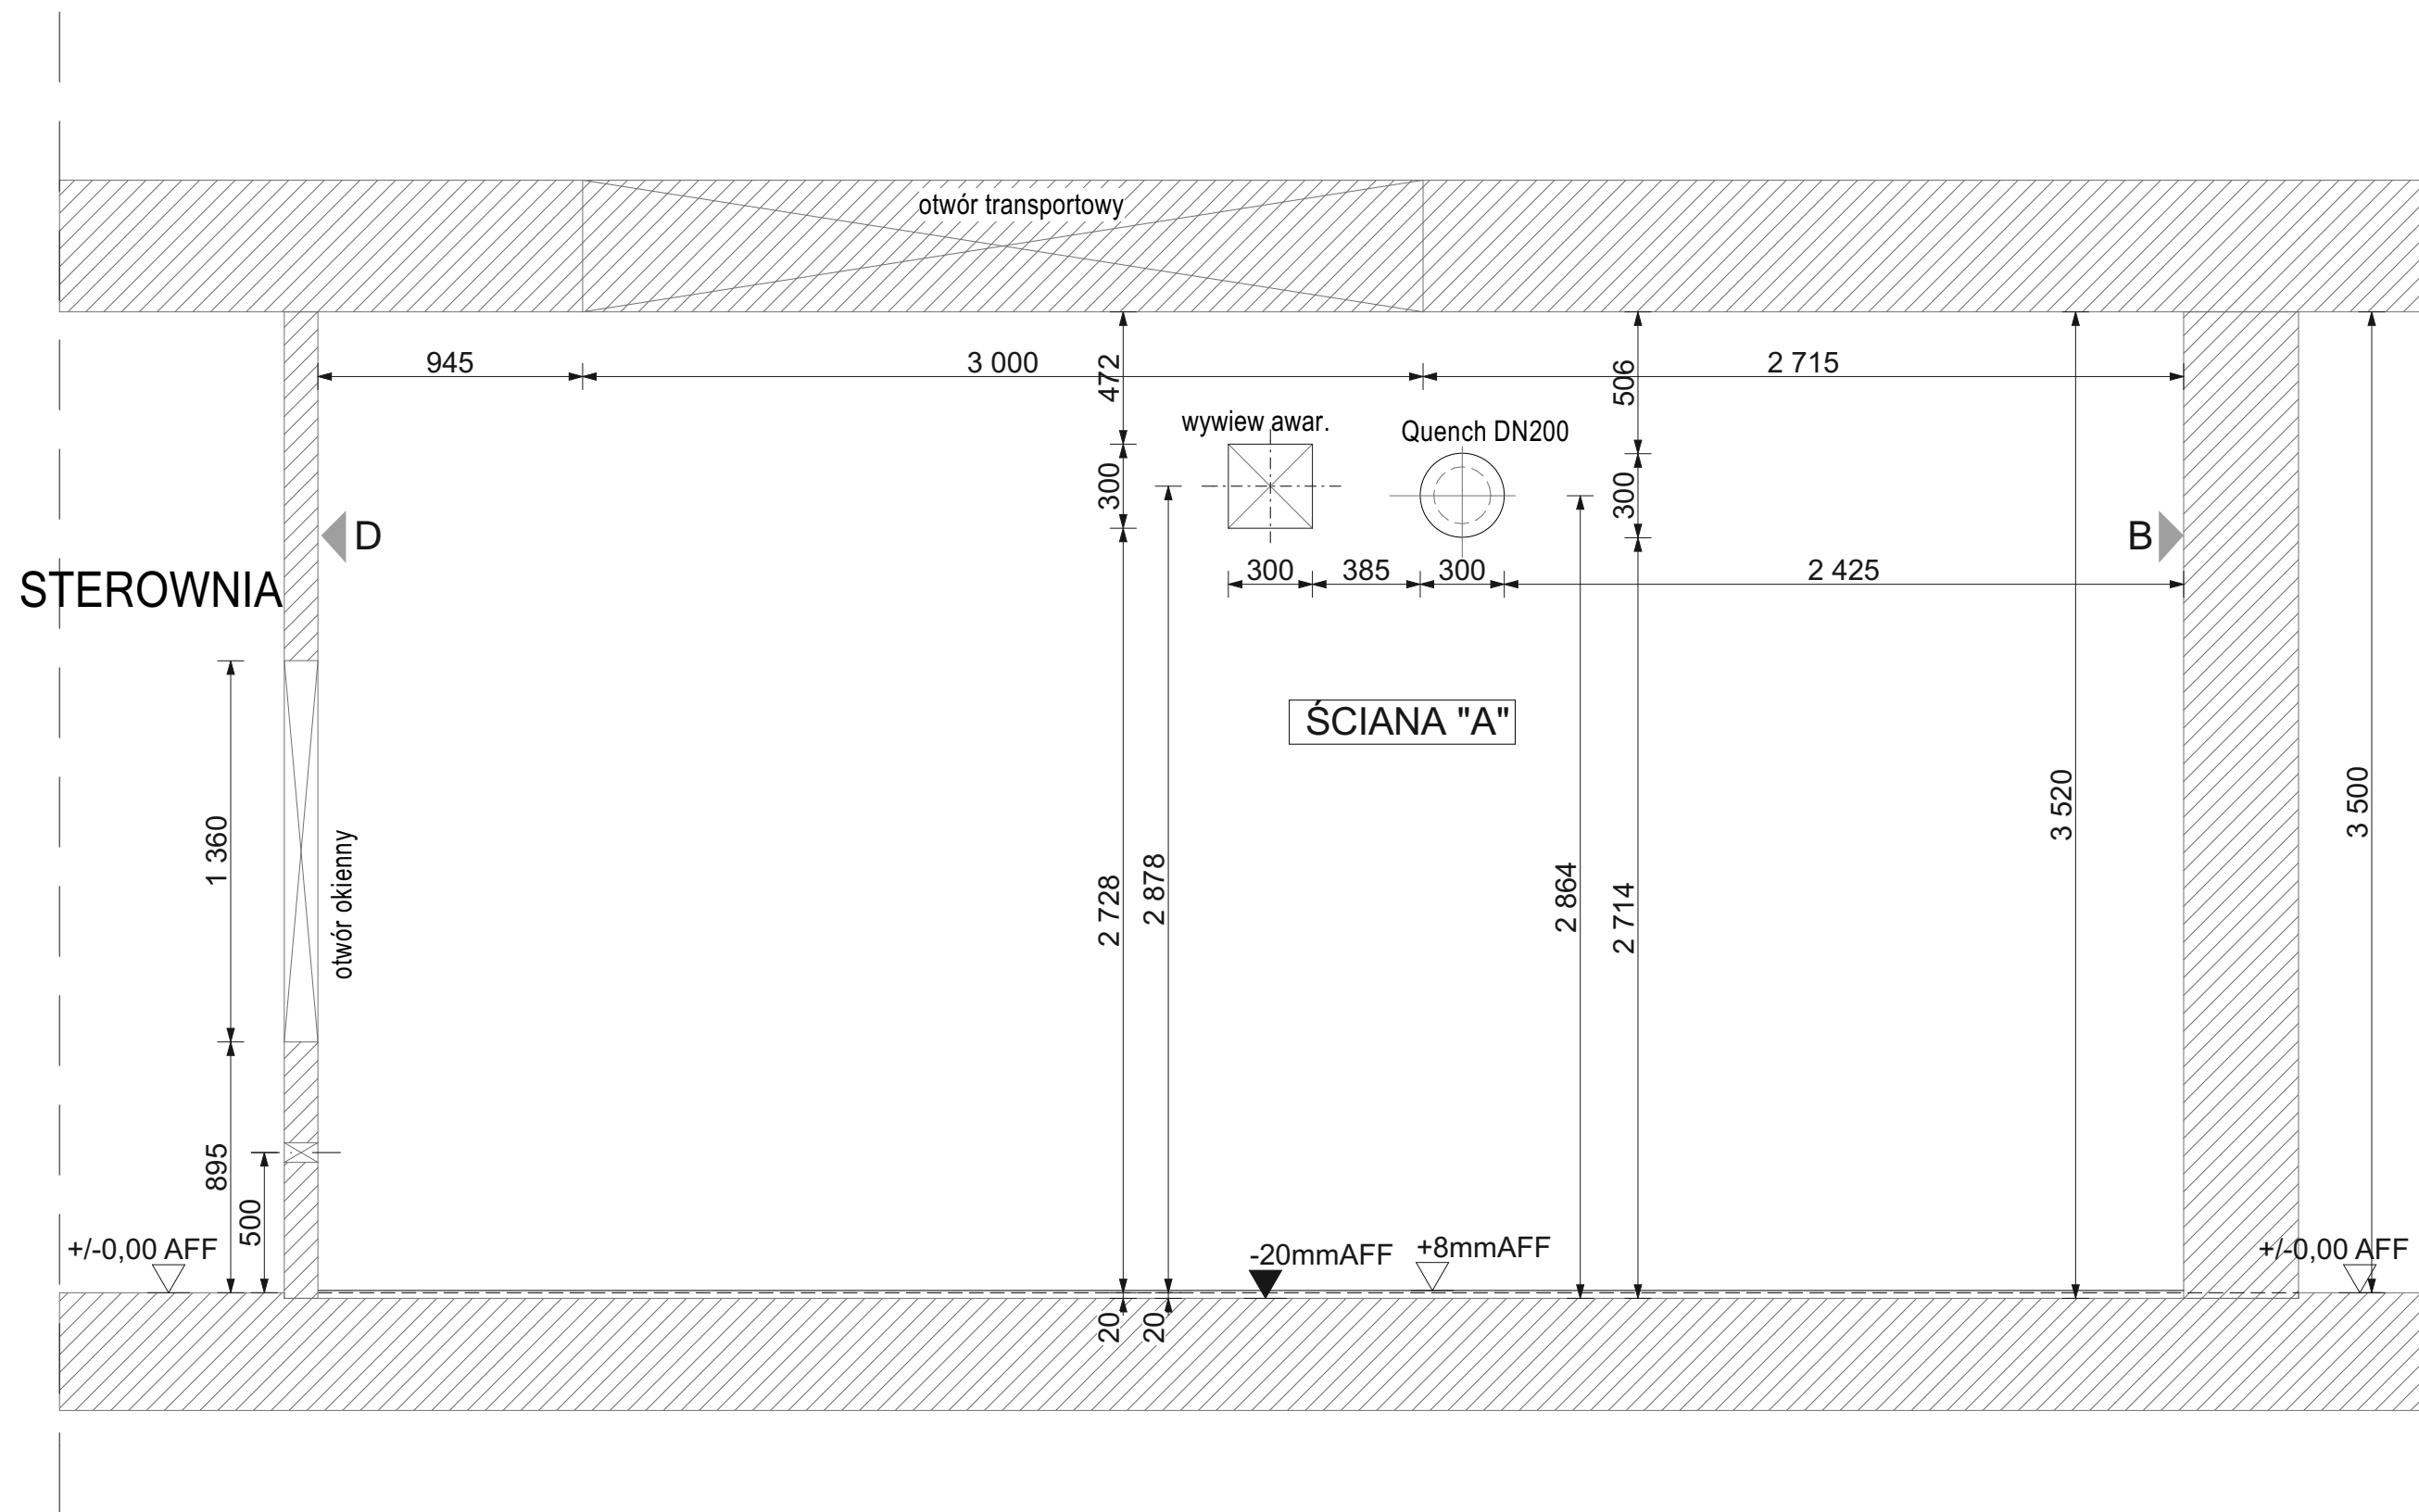 otwór transportowy
945
3 000
472
506
2 715
wywiew awar.
Quench DN200
300
300
D
B
300
385
300
2 425
STEROWNIA
ŚCIANA "A"
1 360
otwór okienny
2 728
2 878
2 864
2 714
3 520
3 500
895
500
+/-0,00 AFF
-20mmAFF
+8mmAFF
+/-0,00 AFF
20
20